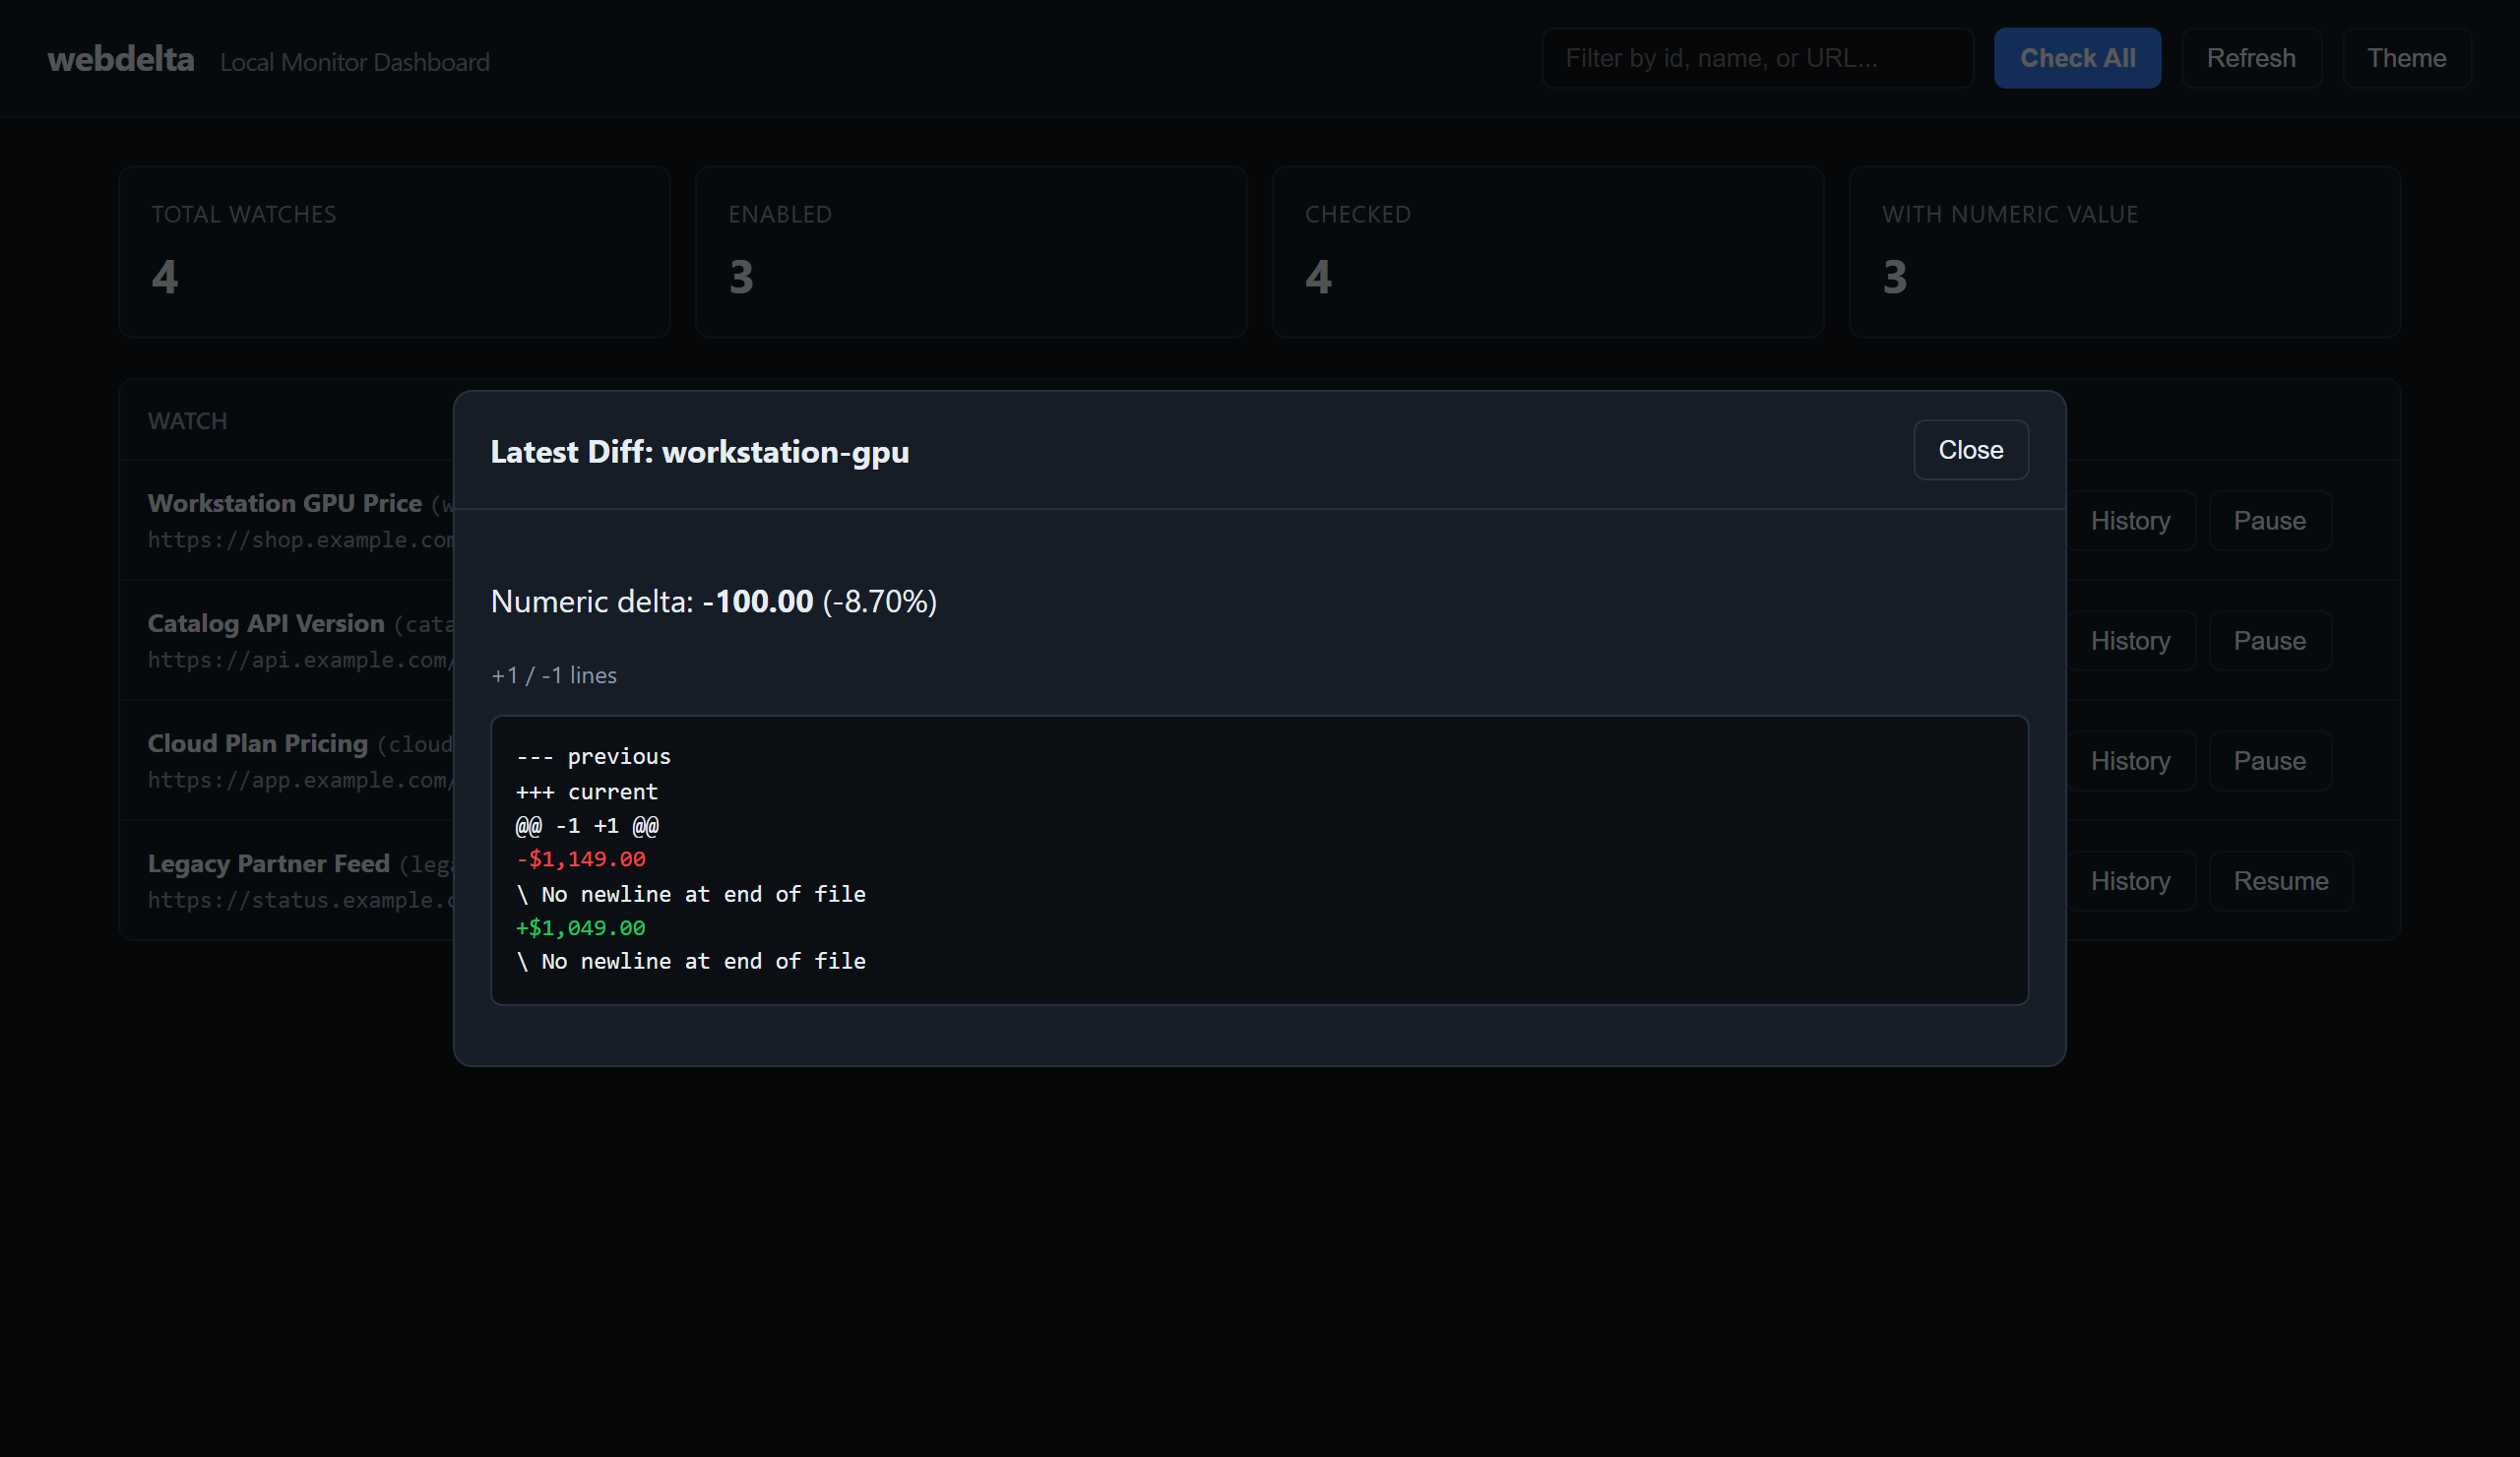 webdelta Local Monitor Dashboard
Filter by id, name, or URL...
Check All
Refresh
Theme
TOTAL WATCHES
4
ENABLED
3
CHECKED
4
WITH NUMERIC VALUE
3
WATCH
Workstation GPU Price
https://shop.example.com
History
Pause
Catalog API Version
https://api.example.com/
History
Pause
Cloud Plan Pricing (cloud
https://app.example.com/
History
Pause
Legacy Partner Feed
https://status.example.
History
Resume
Latest Diff: workstation-gpu
Close
Numeric delta: -100.00 (-8.70%)
+1 / -1 lines
--- previous
+++ current
@@ -1 +1 @@
-$1,149.00
\ No newline at end of file
+$1,049.00
\ No newline at end of file